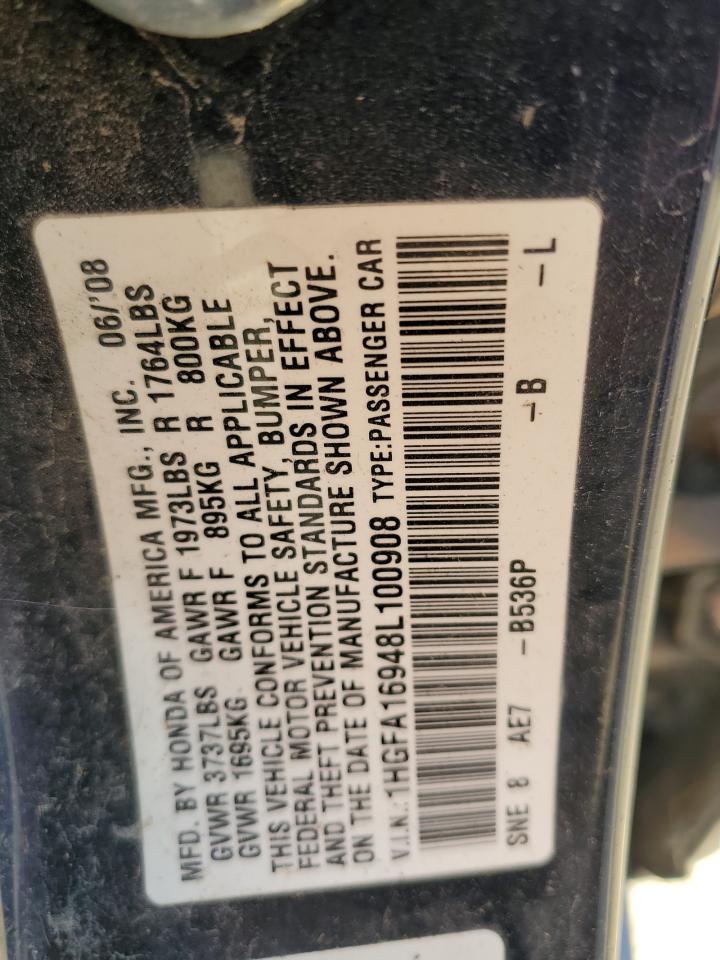 MFD. BY HONDA OF AMERICA MFG., INC. 06/'08
GVWR 3737LBS GAWR F 1973LBS R 1764LBS
GVWR 1695KG GAWR F 895KG R 800KG
THIS VEHICLE CONFORMS TO ALL APPLICABLE
FEDERAL MOTOR VEHICLE SAFETY, BUMPER,
AND THEFT PREVENTION STANDARDS IN EFFECT
ON THE DATE OF MANUFACTURE SHOWN ABOVE.
V.I.N.: 1HGFA16948L100908 TYPE:PASSENGER CAR
SNE 8 AE7 -B536P -B -L